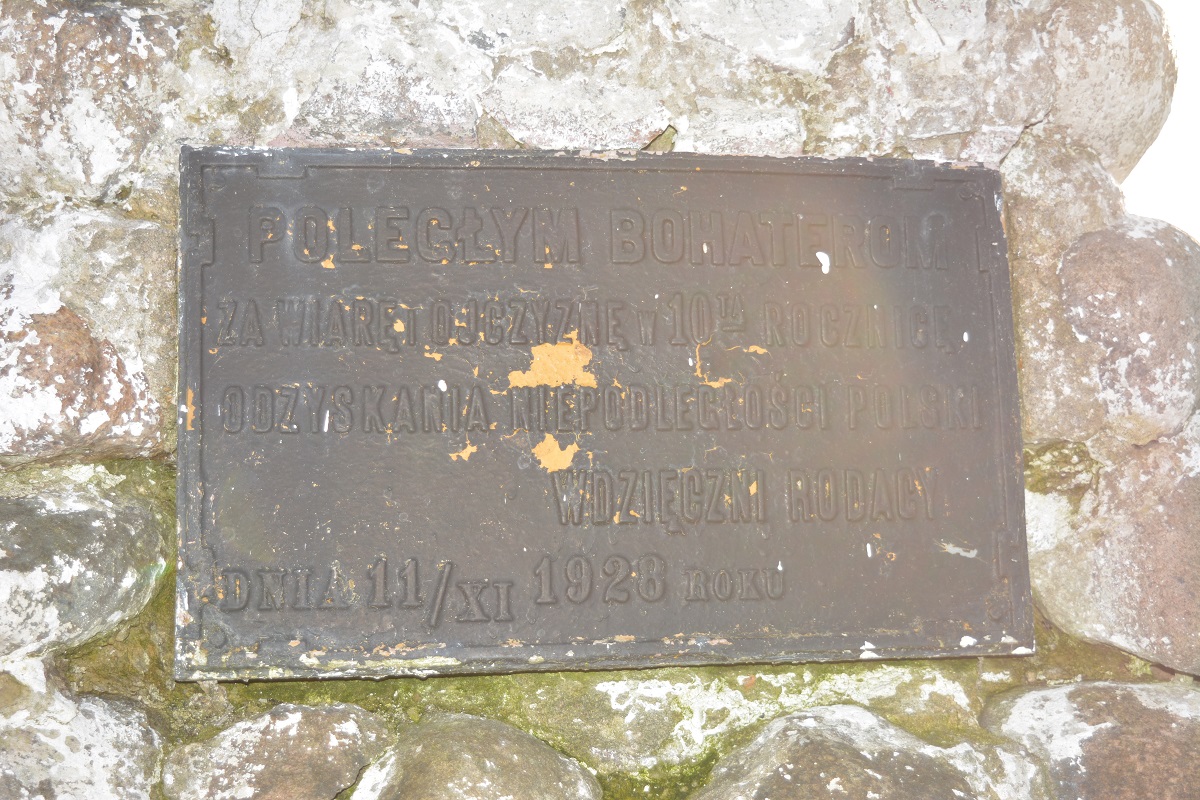 POLEGŁYM BOHATEROM
ZA WIARĘ I OJCZYZNĘ W 10TĄ ROCZNICĘ
ODZYSKANIA NIEPODLEGŁOŚCI POLSKI
WDZIĘCZNI RODACY
DNIA 11/XI 1928 ROKU